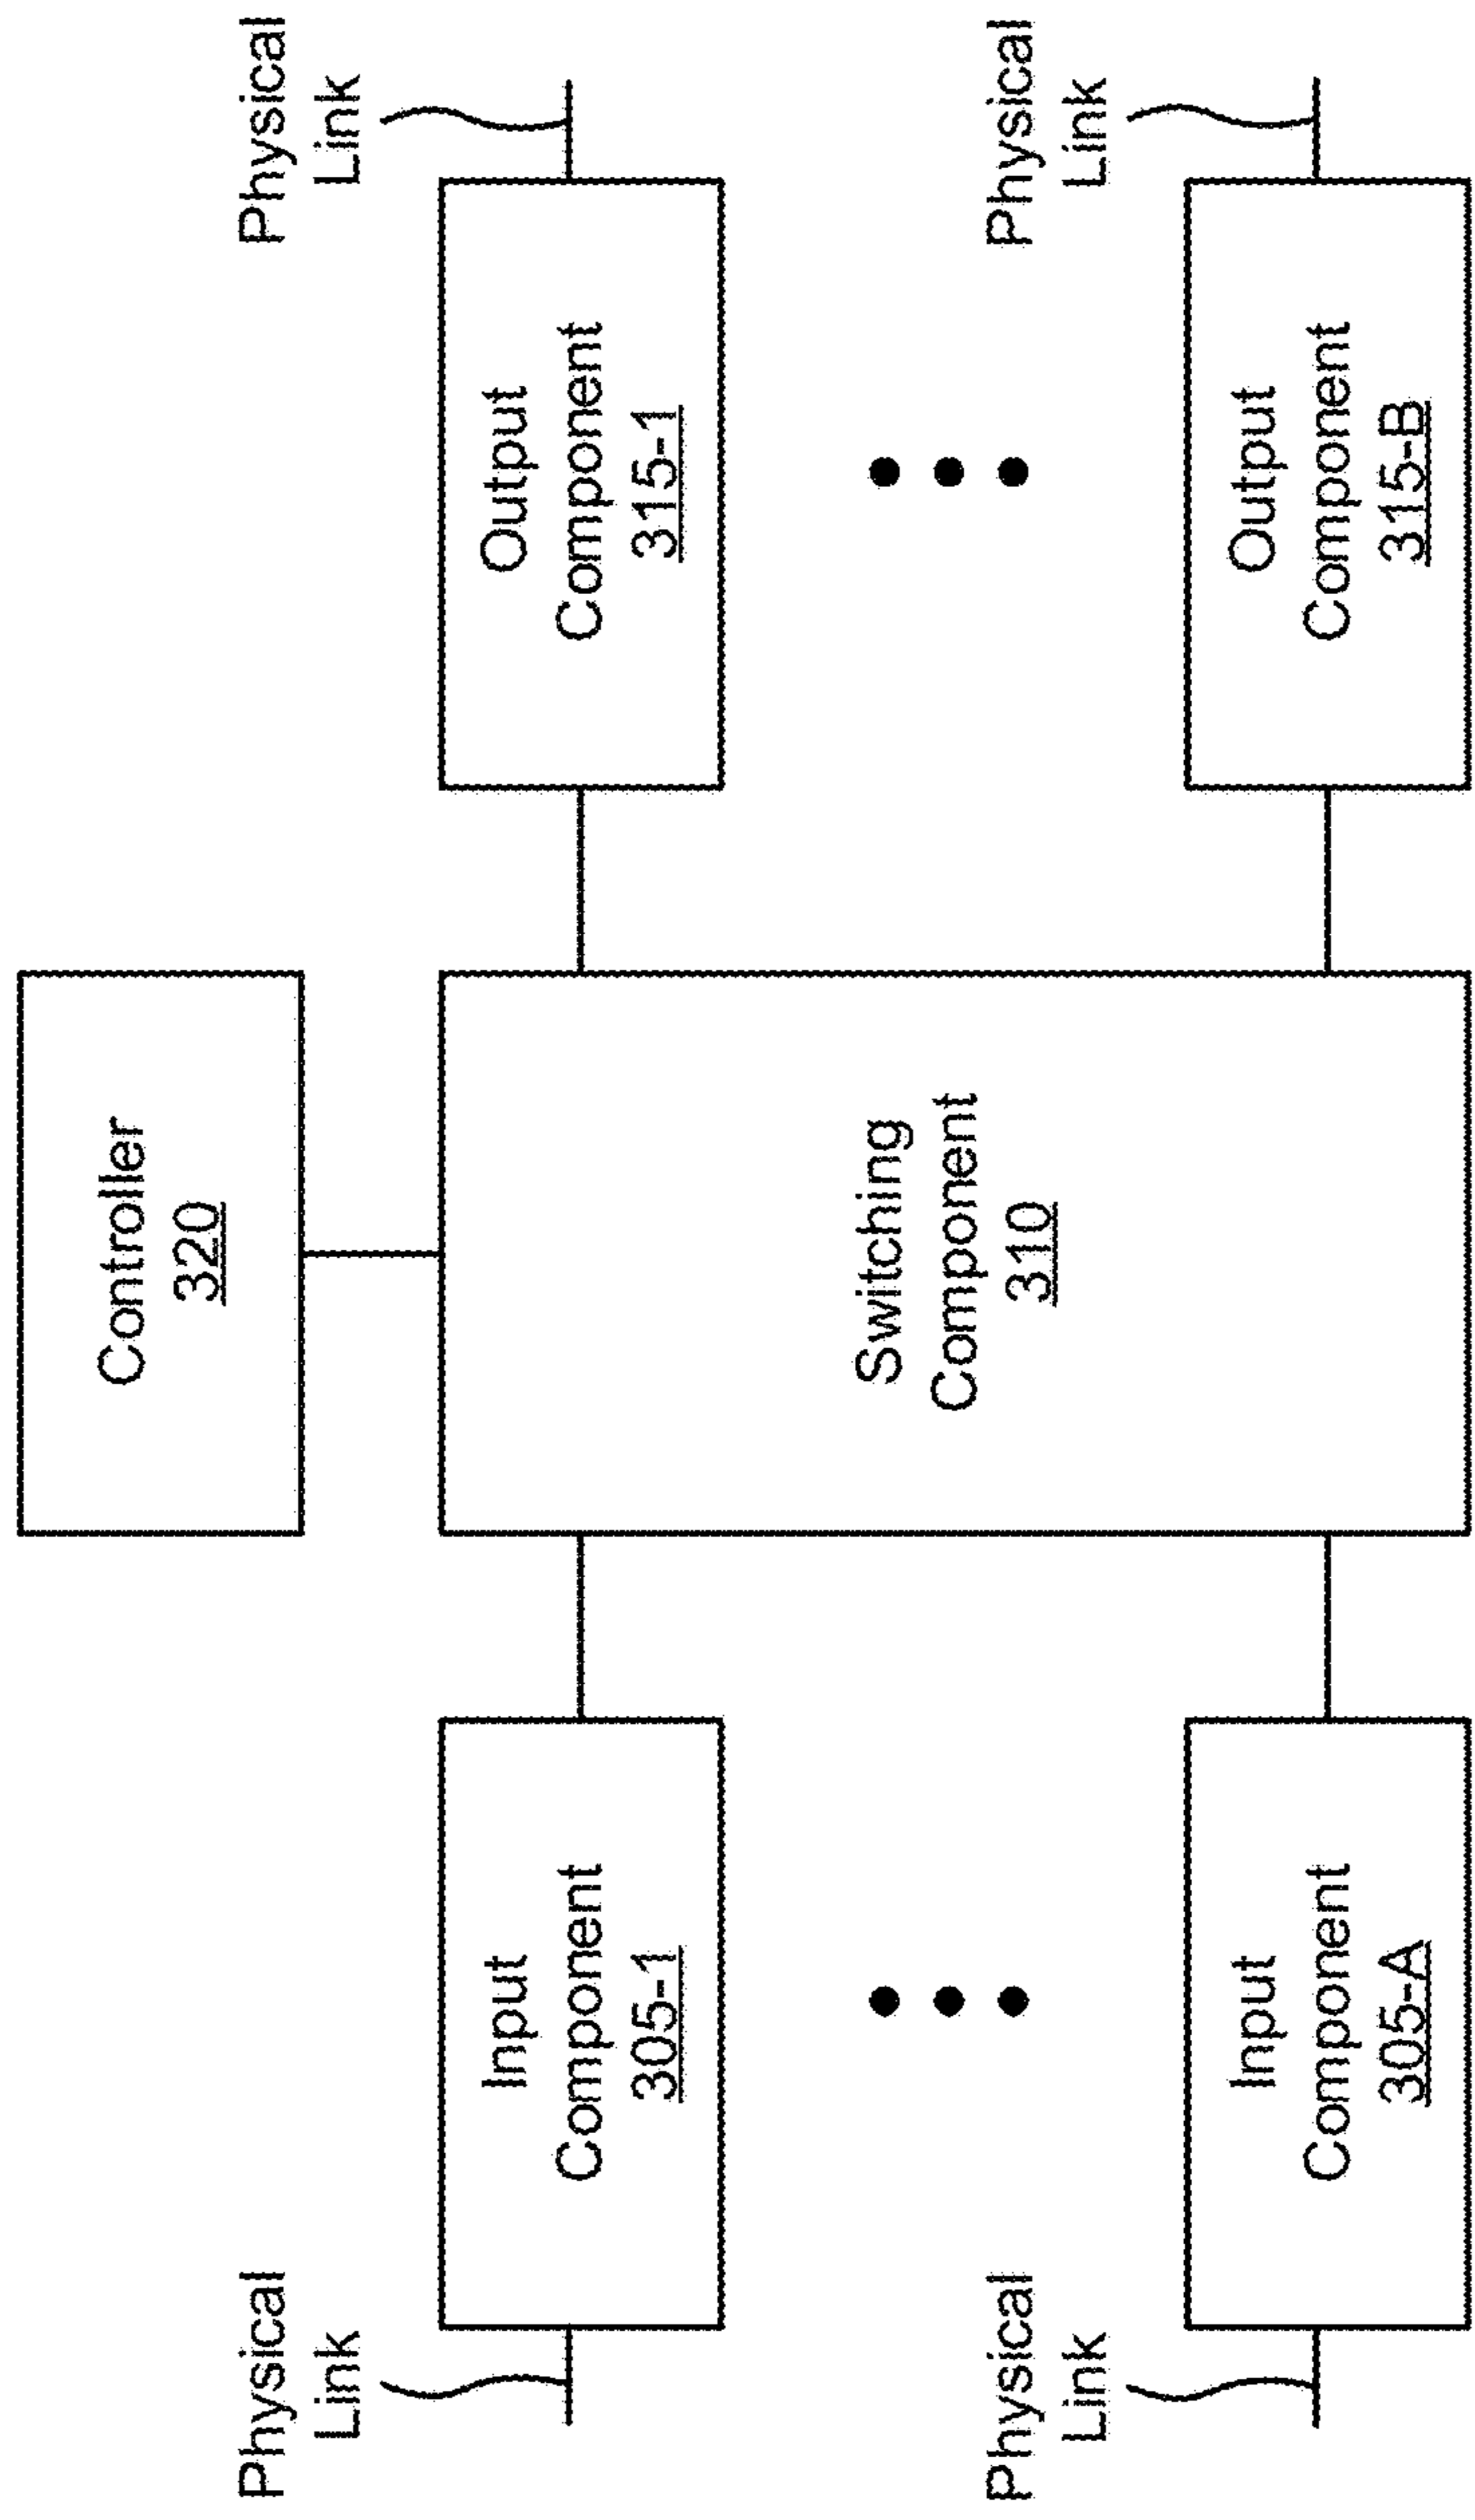 Controller
320
Physical
Link
Input
Component
305-1
Switching
Component
310
Output
Component
315-1
Physical
Link
Physical
Link
Input
Component
305-A
Output
Component
315-B
Physical
Link